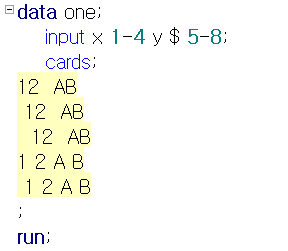 data one;
   input x 1-4 y $ 5-8;
   cards;
12  AB
 12  AB
  12  AB
1 2 A B
 1 2 A B
;
run;